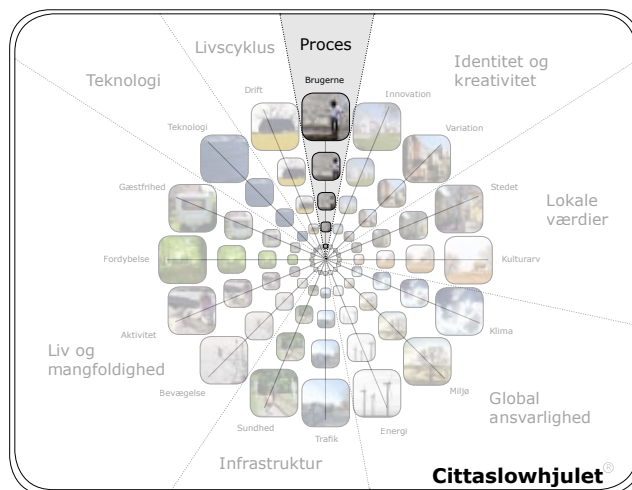 Livscyklus
Proces
Identitet og
kreativitet
Teknologi
Drift
Brugerne
Innovation
Teknologi
Variation
Gæstfrihed
Stedet
Lokale
værdier
Fordybelse
Kulturarv
Aktivitet
Klima
Liv og
mangfoldighed
Bevægelse
Miljø
Global
ansvarlighed
Sundhed
Trafik
Energi
Infrastruktur
Cittaslowhjulet®